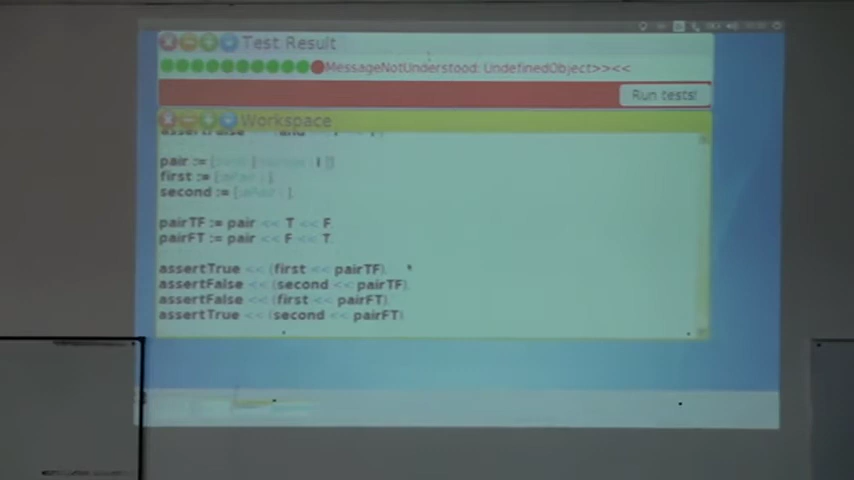 Test Result
MessageNotUnderstood: UndefinedObject>><<
Run tests!
Workspace
pair := [
first := [
second := [
pairTF := pair << T << F.
pairFT := pair << F << T.
assertTrue << (first << pairTF).
assertFalse << (second << pairTF).
assertFalse << (first << pairFT).
assertTrue << (second << pairFT).